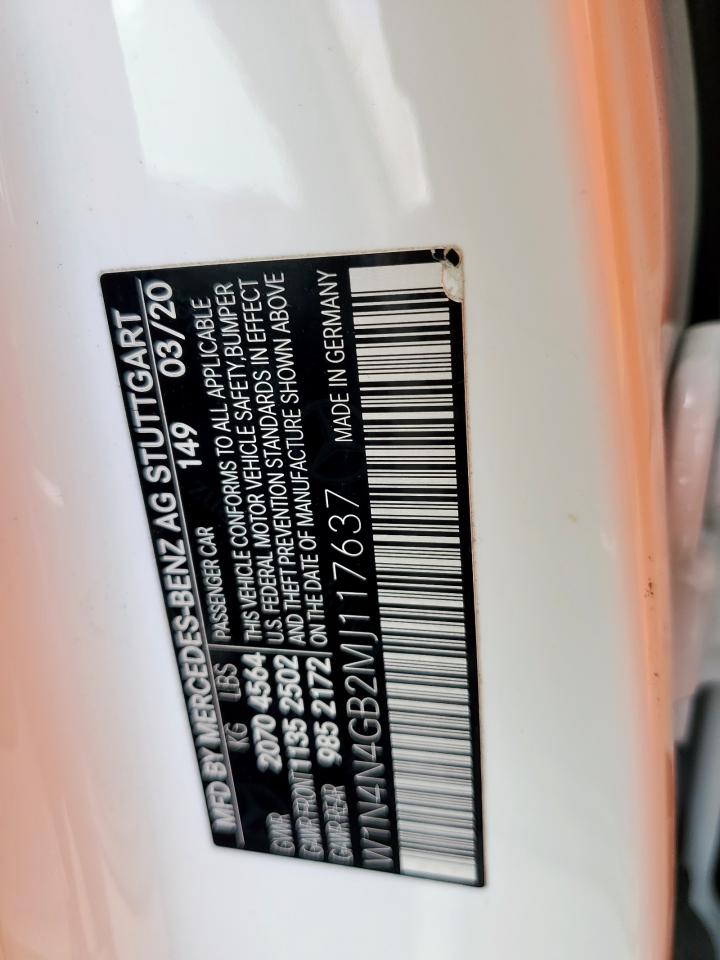 MFD BY MERCEDES-BENZ AG STUTTGART
KG LBS PASSENGER CAR 149 03/20
GVWR 2070 4564
GAWR FRONT 1135 2502
GAWR REAR 985 2172
THIS VEHICLE CONFORMS TO ALL APPLICABLE
U.S. FEDERAL MOTOR VEHICLE SAFETY,BUMPER
AND THEFT PREVENTION STANDARDS IN EFFECT
ON THE DATE OF MANUFACTURE SHOWN ABOVE
W1N4N4GB2MJ117637 MADE IN GERMANY